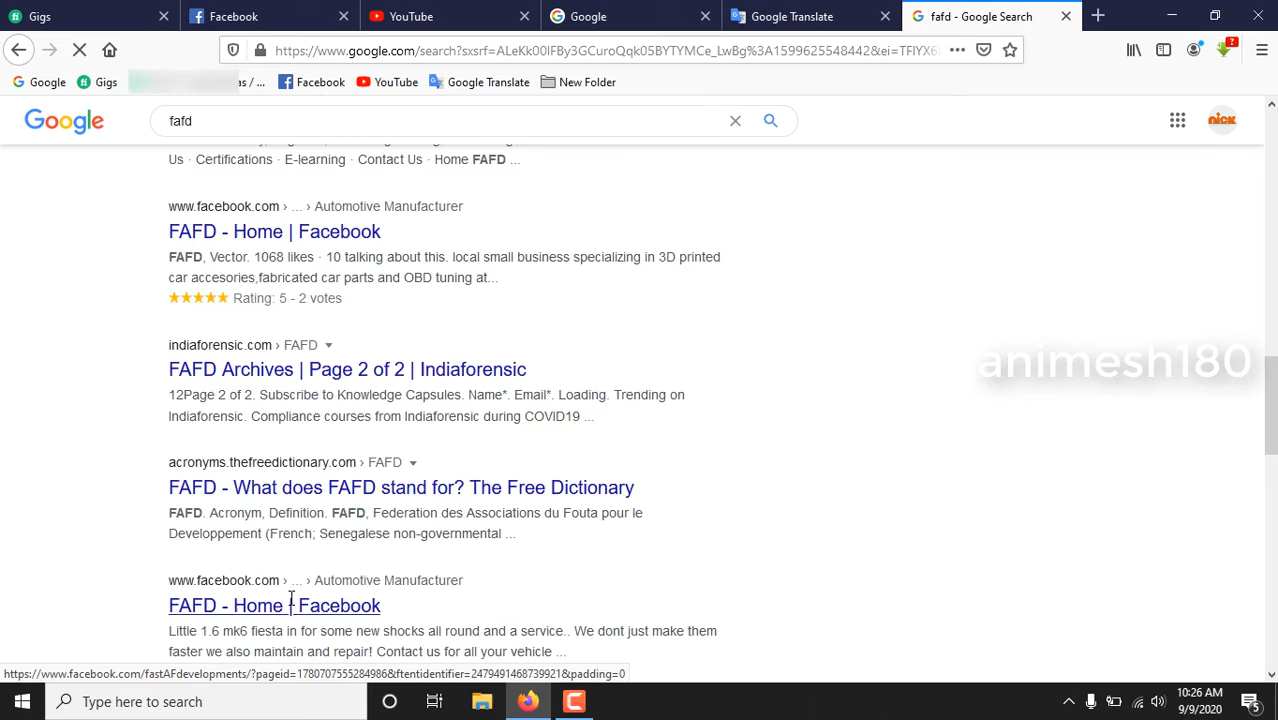 Gigs
Facebook
YouTube
Google
Google Translate
fafd - Google Search
https://www.google.com/search?sxsrf=ALeKk00IFBy3GCuroQqk05BYTYMCe_LwBg%3A1599625548442&ei=TFlYX6
Google
Gigs
as / ...
Facebook
YouTube
Google Translate
New Folder
Google
fafd
nick
Us · Certifications · E-learning · Contact Us · Home FAFD ...
www.facebook.com › ... › Automotive Manufacturer
FAFD - Home | Facebook
FAFD, Vector. 1068 likes · 10 talking about this. local small business specializing in 3D printed
car accesories,fabricated car parts and OBD tuning at...
Rating: 5 - 2 votes
indiaforensic.com › FAFD
FAFD Archives | Page 2 of 2 | Indiaforensic
12Page 2 of 2. Subscribe to Knowledge Capsules. Name*. Email*. Loading. Trending on
Indiaforensic. Compliance courses from Indiaforensic during COVID19 ...
animesh180
acronyms.thefreedictionary.com › FAFD
FAFD - What does FAFD stand for? The Free Dictionary
FAFD. Acronym, Definition. FAFD, Federation des Associations du Fouta pour le
Developpement (French; Senegalese non-governmental ...
www.facebook.com › ... › Automotive Manufacturer
FAFD - Home | Facebook
Little 1.6 mk6 fiesta in for some new shocks all round and a service.. We dont just make them
faster we also maintain and repair! Contact us for all your vehicle ...
https://www.facebook.com/fastAFdevelopments/?pageid=1780707555284986&ftentidentifier=2479491468739921&padding=0
Type here to search
10:26 AM
9/9/2020
5